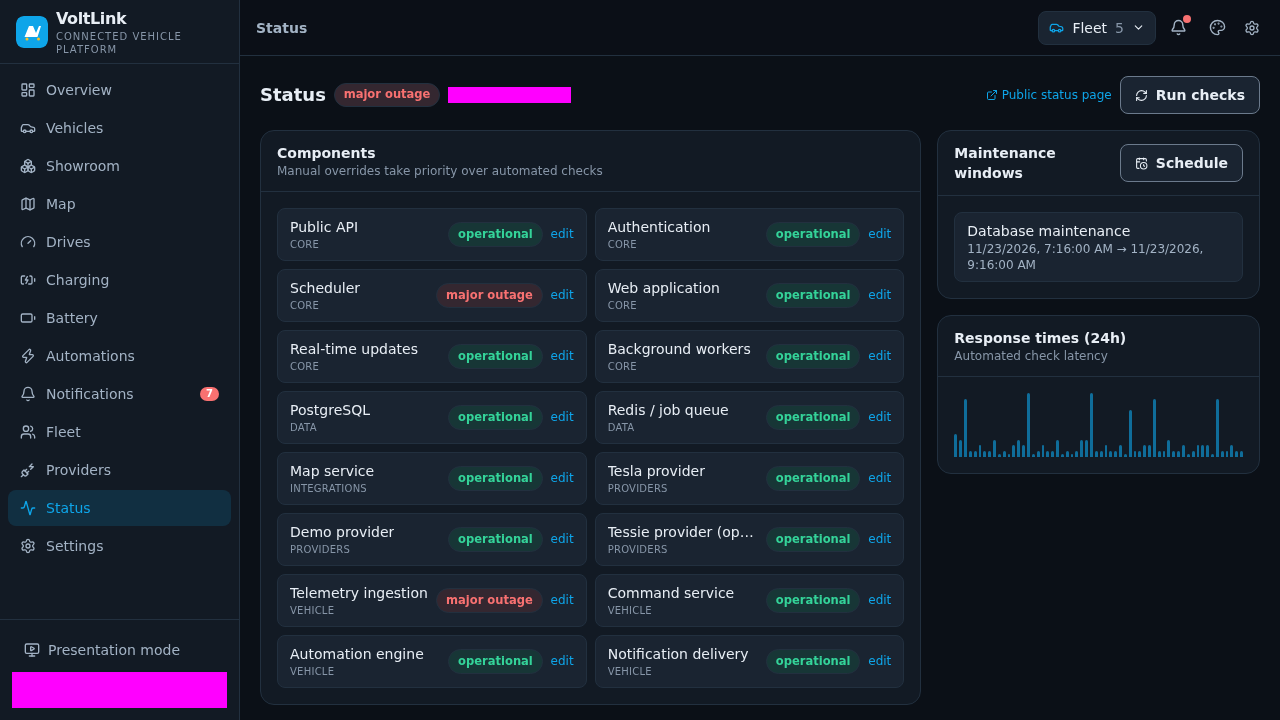 VoltLink
CONNECTED VEHICLE
PLATFORM
Overview
Vehicles
Showroom
Map
Drives
Charging
Battery
Automations
Notifications 7
Fleet
Providers
Status
Settings
Presentation mode
Status
Fleet 5
Status major outage
Public status page
Run checks
Components
Manual overrides take priority over automated checks
Public API
CORE
operational edit
Authentication
CORE
operational edit
Scheduler
CORE
major outage edit
Web application
CORE
operational edit
Real-time updates
CORE
operational edit
Background workers
CORE
operational edit
PostgreSQL
DATA
operational edit
Redis / job queue
DATA
operational edit
Map service
INTEGRATIONS
operational edit
Tesla provider
PROVIDERS
operational edit
Demo provider
PROVIDERS
operational edit
Tessie provider (op...
PROVIDERS
operational edit
Telemetry ingestion
VEHICLE
major outage edit
Command service
VEHICLE
operational edit
Automation engine
VEHICLE
operational edit
Notification delivery
VEHICLE
operational edit
Maintenance
windows
Schedule
Database maintenance
11/23/2026, 7:16:00 AM → 11/23/2026,
9:16:00 AM
Response times (24h)
Automated check latency